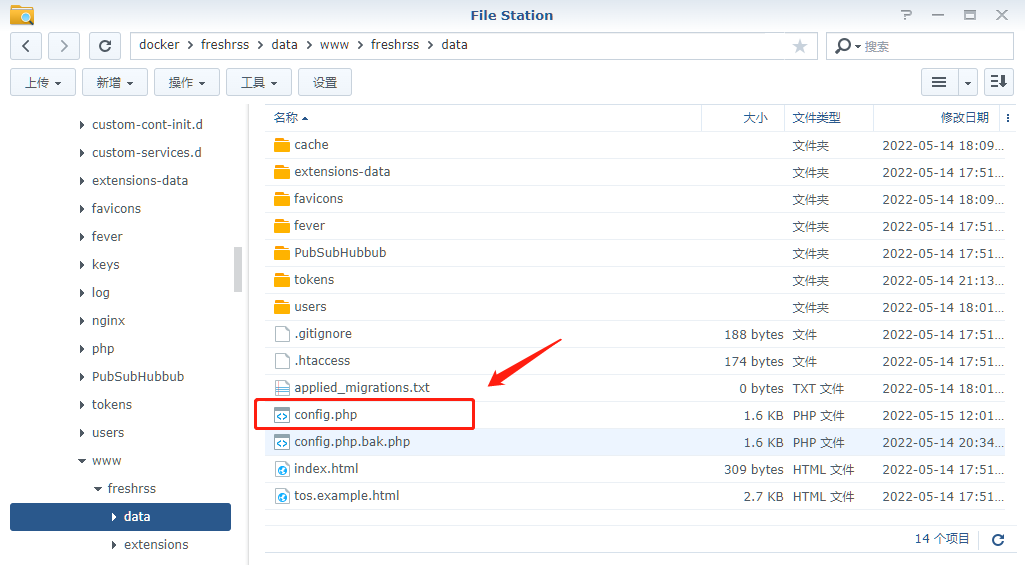 File Station
docker > freshrss > data > www > freshrss > data
搜索
上传 新增 操作 工具 设置
custom-cont-init.d
custom-services.d
extensions-data
favicons
fever
keys
log
nginx
php
PubSubHubbub
tokens
users
www
freshrss
data
extensions
名称 大小 文件类型 修改日期
cache 文件夹 2022-05-14 18:09...
extensions-data 文件夹 2022-05-14 17:51...
favicons 文件夹 2022-05-14 18:09...
fever 文件夹 2022-05-14 17:51...
PubSubHubbub 文件夹 2022-05-14 17:51...
tokens 文件夹 2022-05-14 21:13...
users 文件夹 2022-05-14 18:01...
.gitignore 188 bytes 文件 2022-05-14 17:51...
.htaccess 174 bytes 文件 2022-05-14 17:51...
applied_migrations.txt 0 bytes TXT 文件 2022-05-14 18:01...
config.php 1.6 KB PHP 文件 2022-05-15 12:01...
config.php.bak.php 1.6 KB PHP 文件 2022-05-14 20:34...
index.html 309 bytes HTML 文件 2022-05-14 17:51...
tos.example.html 2.7 KB HTML 文件 2022-05-14 17:51...
14 个项目